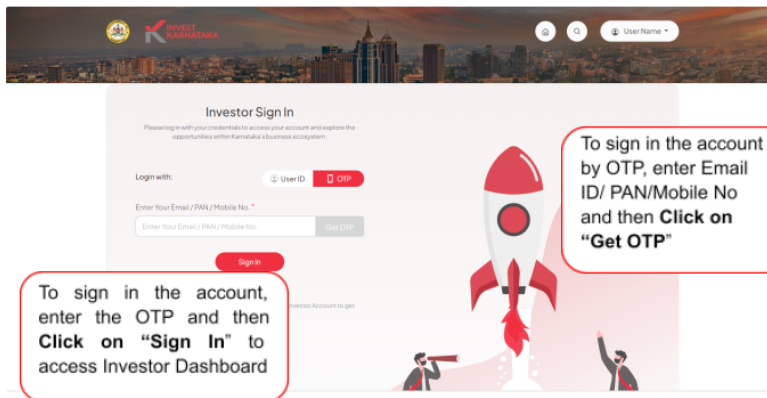 INVEST
KARNATAKA
User Name
Investor Sign In
Please log in with your credentials to access your account and explore the
opportunities within Karnataka's business ecosystem.
Login with:
User ID
OTP
Enter Your Email / PAN / Mobile No. *
Enter Your Email / PAN / Mobile No.
Get OTP
Sign In
Investor Account to get
To sign in the account,
enter the OTP and then
Click on “Sign In” to
access Investor Dashboard
To sign in the account
by OTP, enter Email
ID/ PAN/Mobile No
and then Click on
“Get OTP”